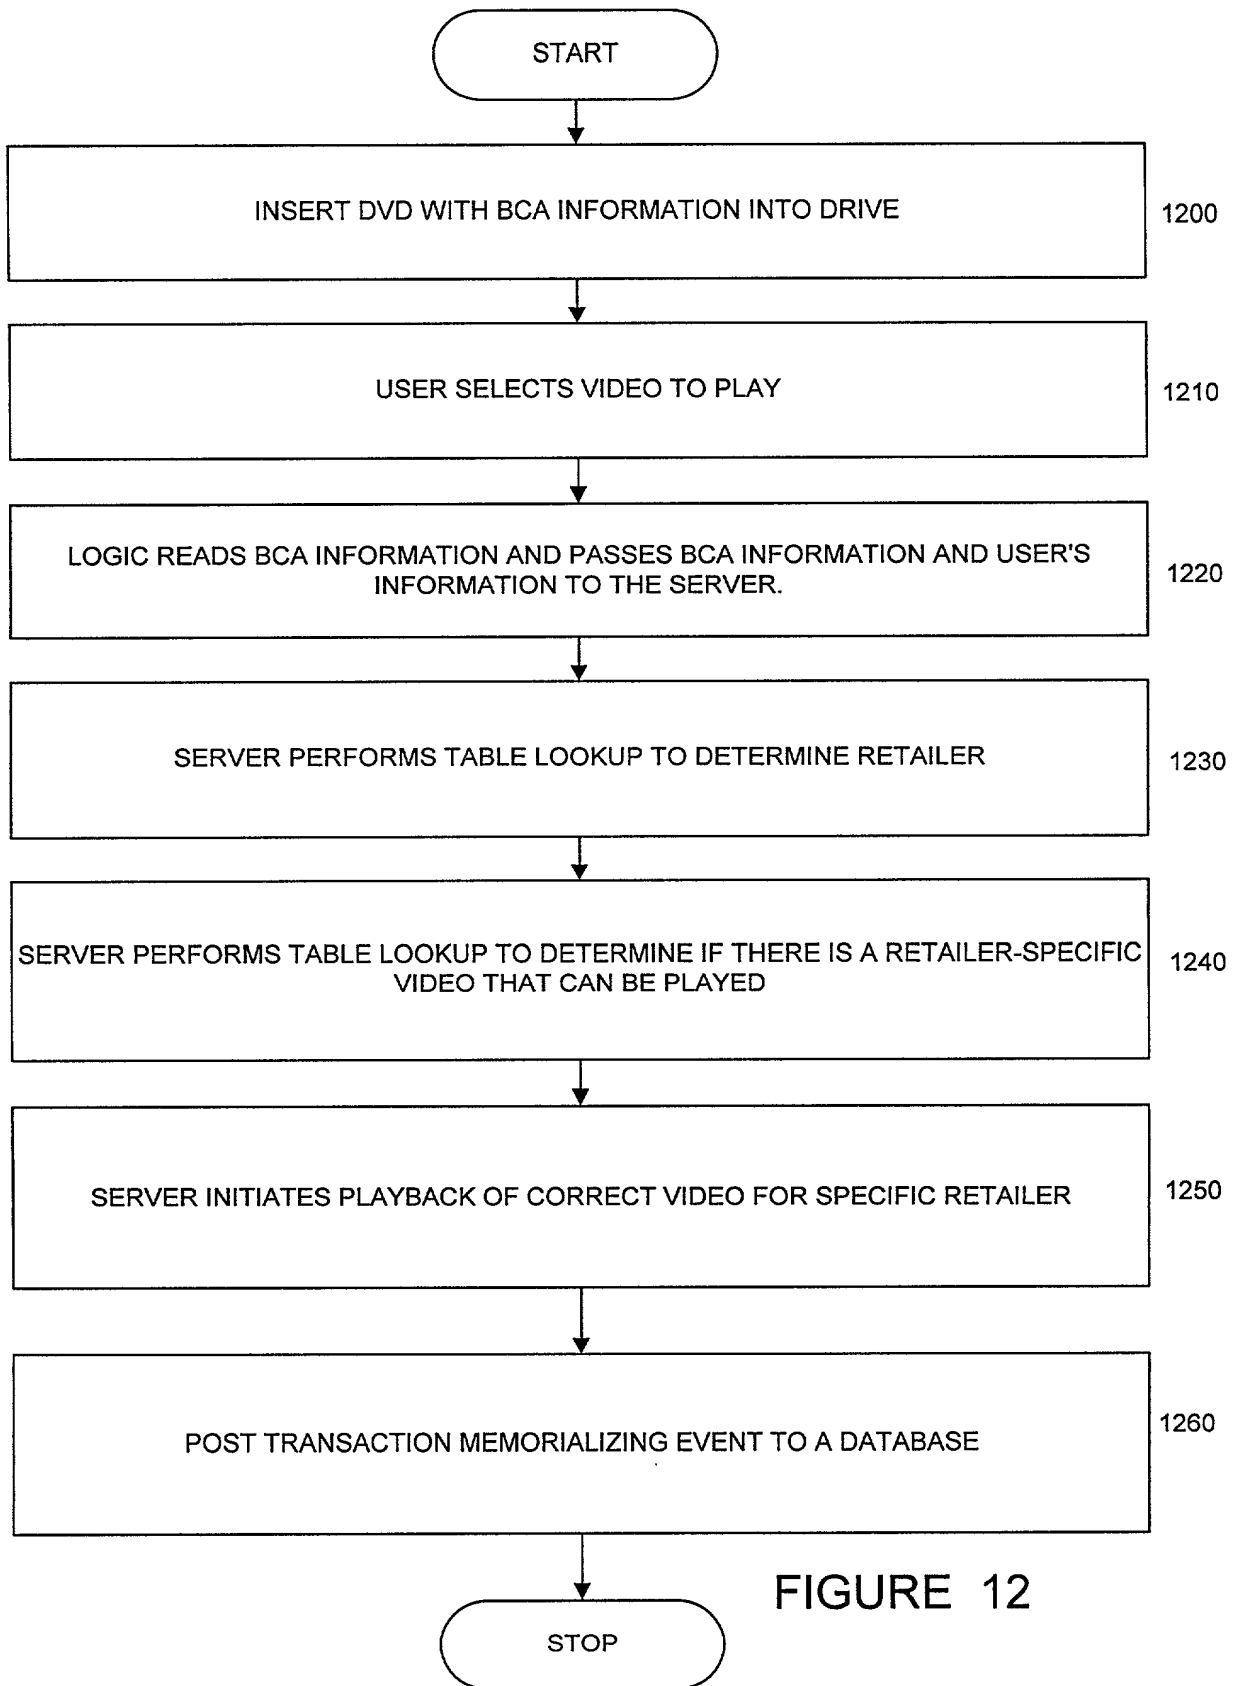 START
INSERT DVD WITH BCA INFORMATION INTO DRIVE
1200
USER SELECTS VIDEO TO PLAY
1210
LOGIC READS BCA INFORMATION AND PASSES BCA INFORMATION AND USER'S
INFORMATION TO THE SERVER.
1220
SERVER PERFORMS TABLE LOOKUP TO DETERMINE RETAILER
1230
SERVER PERFORMS TABLE LOOKUP TO DETERMINE IF THERE IS A RETAILER-SPECIFIC
VIDEO THAT CAN BE PLAYED
1240
SERVER INITIATES PLAYBACK OF CORRECT VIDEO FOR SPECIFIC RETAILER
1250
POST TRANSACTION MEMORIALIZING EVENT TO A DATABASE
1260
FIGURE 12
STOP